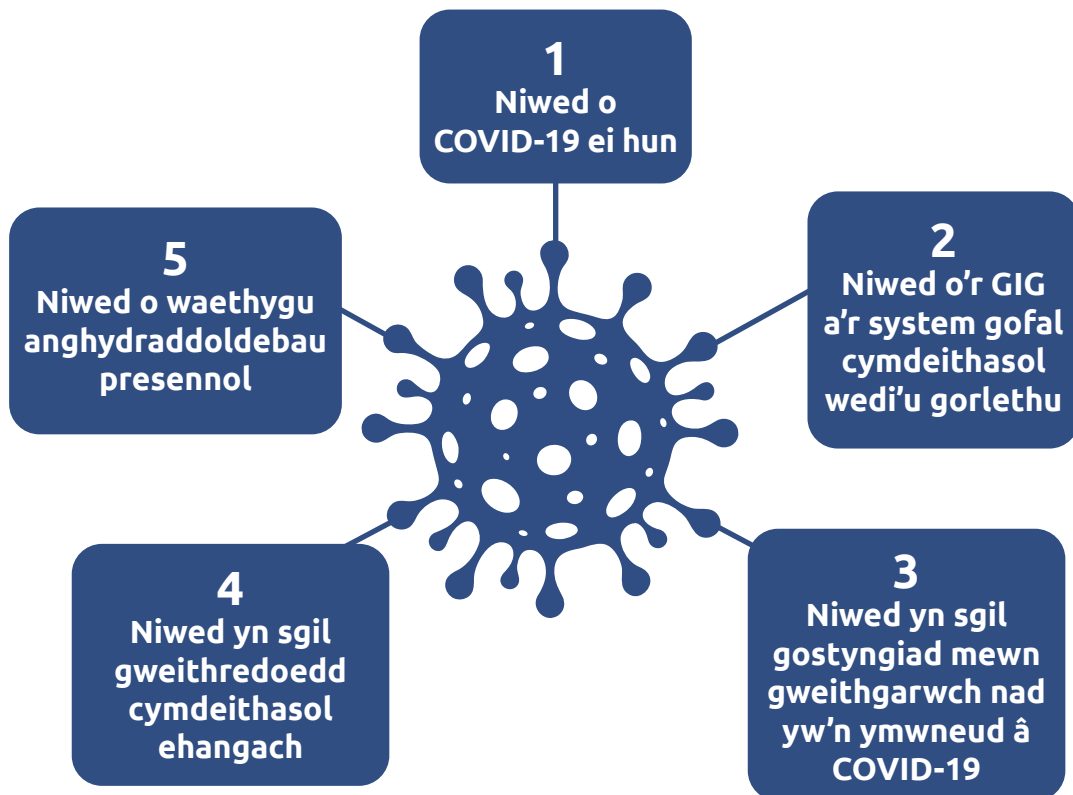 1
Niwed o
COVID-19 ei hun
2
Niwed o'r GIG
a'r system gofal
cymdeithasol
wedi'u gorlethu
3
Niwed yn sgil
gostyngiad mewn
gweithgarwch nad
yw'n ymwneud â
COVID-19
4
Niwed yn sgil
gweithredoedd
cymdeithasol
ehangach
5
Niwed o waethygu
anghydraddoldebau
presennol